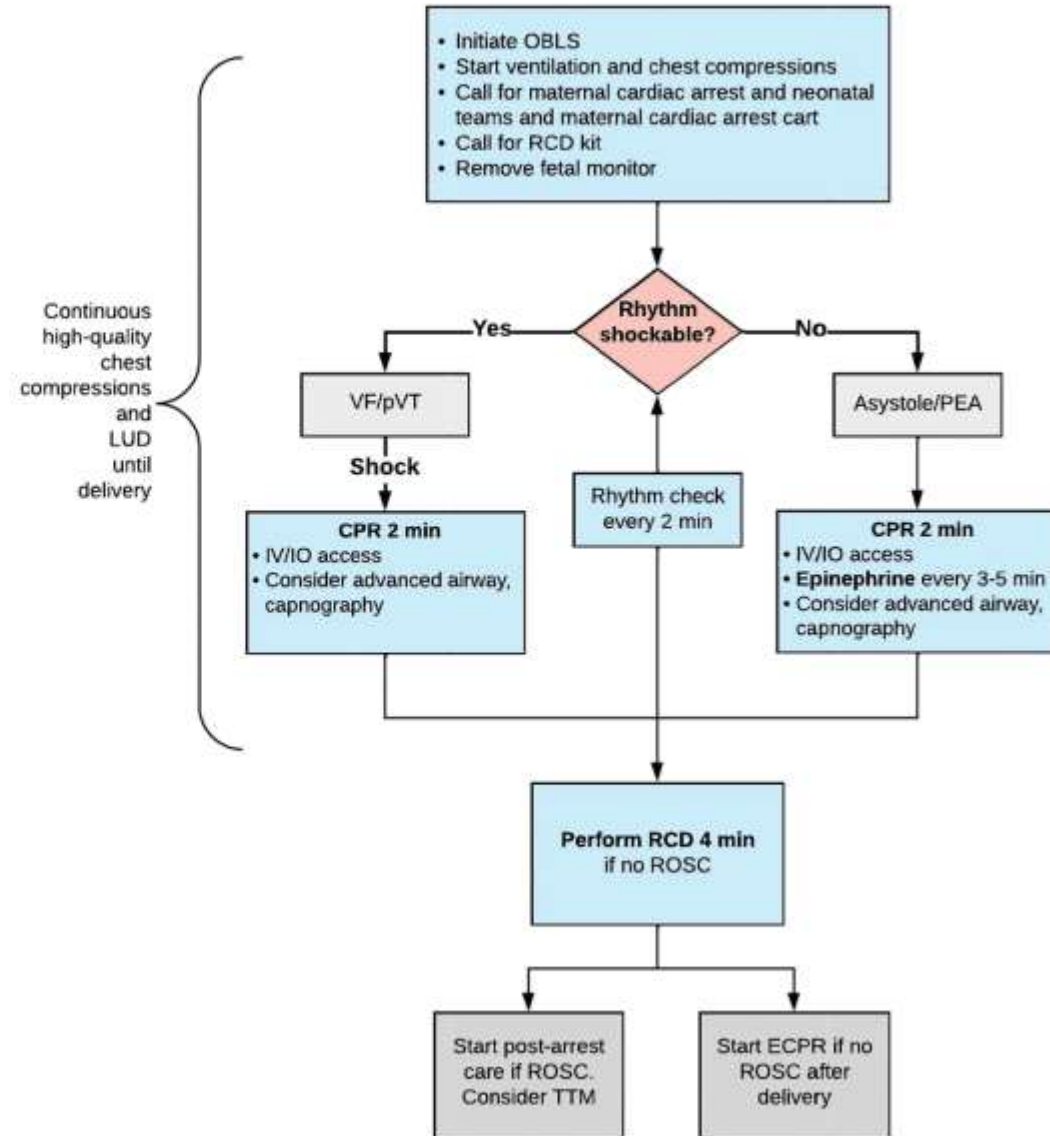 • Initiate OBLS
• Start ventilation and chest compressions
• Call for maternal cardiac arrest and neonatal
teams and maternal cardiac arrest cart
• Call for RCD kit
• Remove fetal monitor
Continuous
high-quality
chest
compressions
and
LUD
until
delivery
Rhythm
shockable?
Yes
No
VF/pVT
Asystole/PEA
Shock
Rhythm check
every 2 min
CPR 2 min
• IV/IO access
• Consider advanced airway,
capnography
CPR 2 min
• IV/IO access
• Epinephrine every 3-5 min
• Consider advanced airway,
capnography
Perform RCD 4 min
if no ROSC
Start post-arrest
care if ROSC.
Consider TTM
Start ECPR if no
ROSC after
delivery